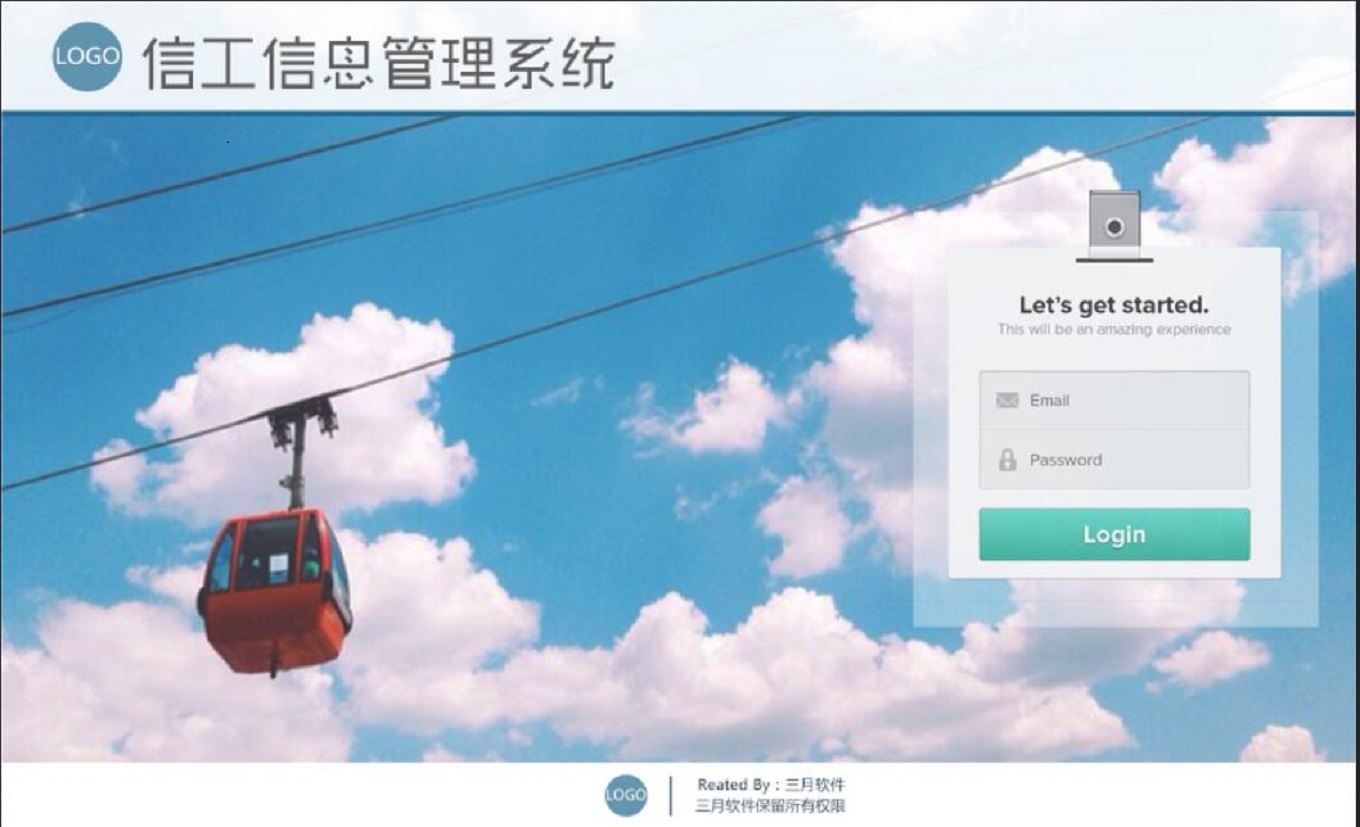 LOGO 信工信息管理系统
Let's get started.
This will be an amazing experience
Email
Password
Login
LOGO
Reated By：三月软件
三月软件保留所有权限